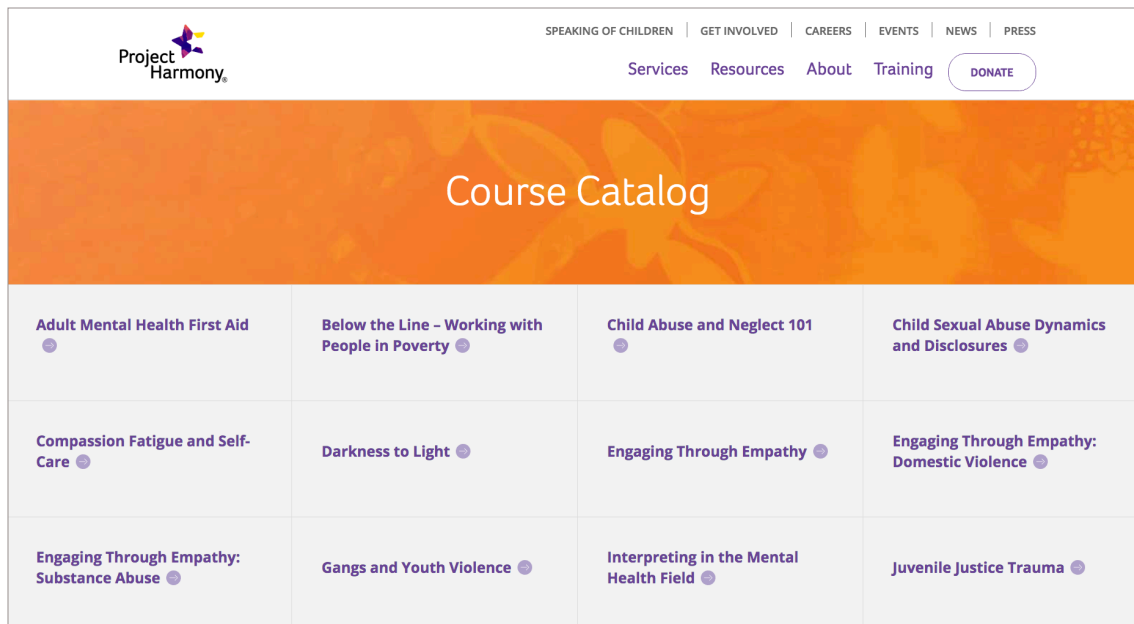 Project
Harmony®
SPEAKING OF CHILDREN
GET INVOLVED
CAREERS
EVENTS
NEWS
PRESS
Services
Resources
About
Training
DONATE
Course Catalog
Adult Mental Health First Aid
Below the Line – Working with
People in Poverty
Child Abuse and Neglect 101
Child Sexual Abuse Dynamics
and Disclosures
Compassion Fatigue and Self-
Care
Darkness to Light
Engaging Through Empathy
Engaging Through Empathy:
Domestic Violence
Engaging Through Empathy:
Substance Abuse
Gangs and Youth Violence
Interpreting in the Mental
Health Field
Juvenile Justice Trauma